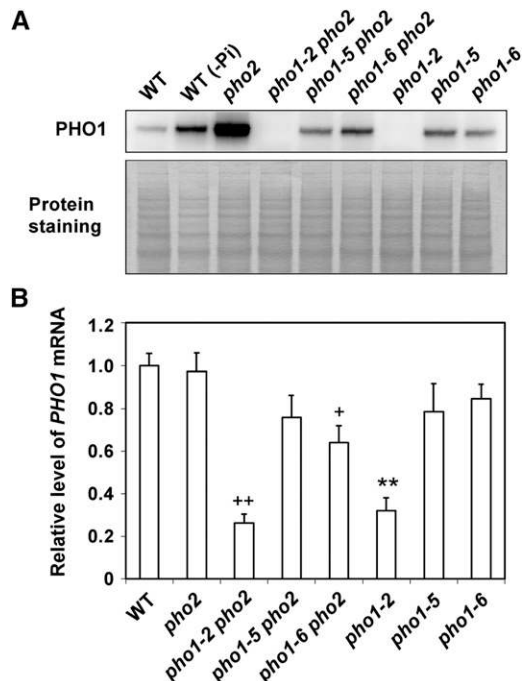 A
WT
WT (-Pi)
pho2
pho1-2 pho2
pho1-5 pho2
pho1-6 pho2
pho1-2
pho1-5
pho1-6
PHO1
Protein
staining
B
Relative level of PHO1 mRNA
1.2
1.0
0.8
0.6
0.4
0.2
0
++
+
**
WT
pho2
pho1-2 pho2
pho1-5 pho2
pho1-6 pho2
pho1-2
pho1-5
pho1-6